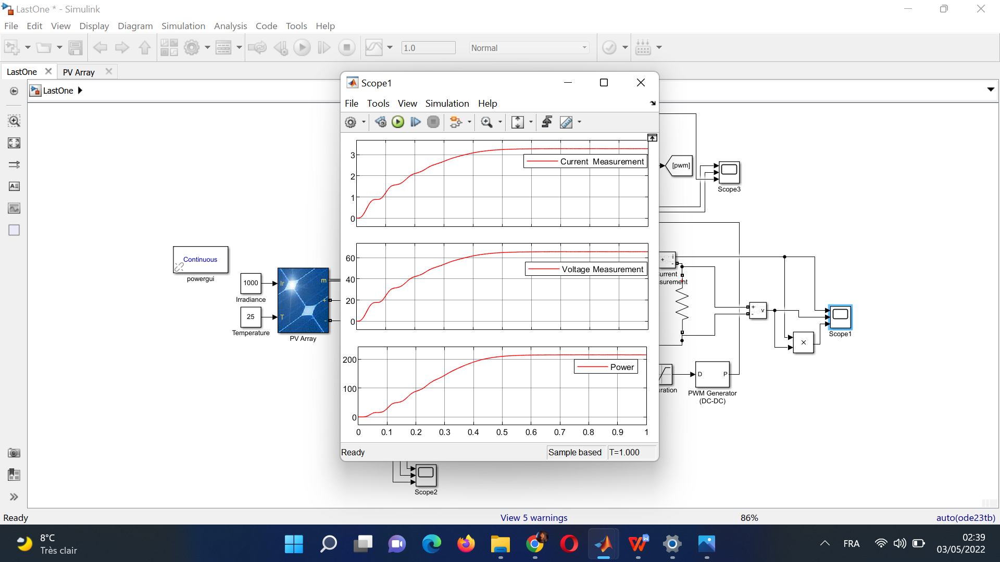 LastOne * - Simulink
File Edit View Display Diagram Simulation Analysis Code Tools Help
1.0
Normal
LastOne
PV Array
LastOne
Scope1
File Tools View Simulation Help
3
2
1
0
Current Measurement
60
40
20
0
Voltage Measurement
200
100
0
Power
0 0.1 0.2 0.3 0.4 0.5 0.6 0.7 0.8 0.9 1
Ready
Sample based
T=1.000
Continuous
powergui
1000
Irradiance
25
Temperature
Ir
T
m
+
-
PV Array
[pwm]
Scope3
+
i
-
urrent
surement
+
-
v
×
Scope1
uration
D
P
PWM Generator
(DC-DC)
Scope2
Ready
View 5 warnings
86%
auto(ode23tb)
8°C
Très clair
FRA
02:39
03/05/2022